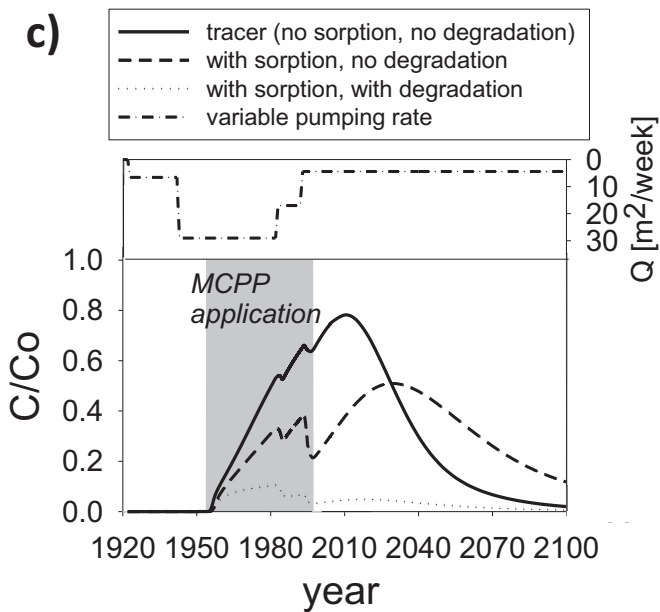 c)
tracer (no sorption, no degradation)
with sorption, no degradation
with sorption, with degradation
variable pumping rate
0
10
20
30
Q [m2/week]
1.0
0.8
0.6
0.4
0.2
0.0
C/Co
MCPP
application
1920 1950 1980 2010 2040 2070 2100
year